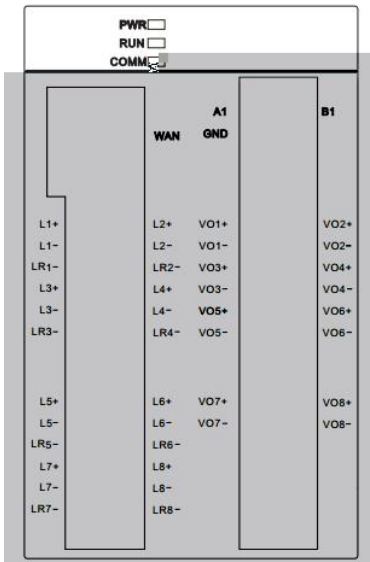 PWR
RUN
COMM
A1 B1
WAN GND
L1+ L2+ VO1+ VO2+
L1- L2- VO1- VO2-
LR1- LR2- VO3+ VO4+
L3+ L4+ VO3- VO4-
L3- L4- VO5+ VO6+
LR3- LR4- VO5- VO6-
L5+ L6+ VO7+ VO8+
L5- L6- VO7- VO8-
LR5- LR6-
L7+ L8+
L7- L8-
LR7- LR8-